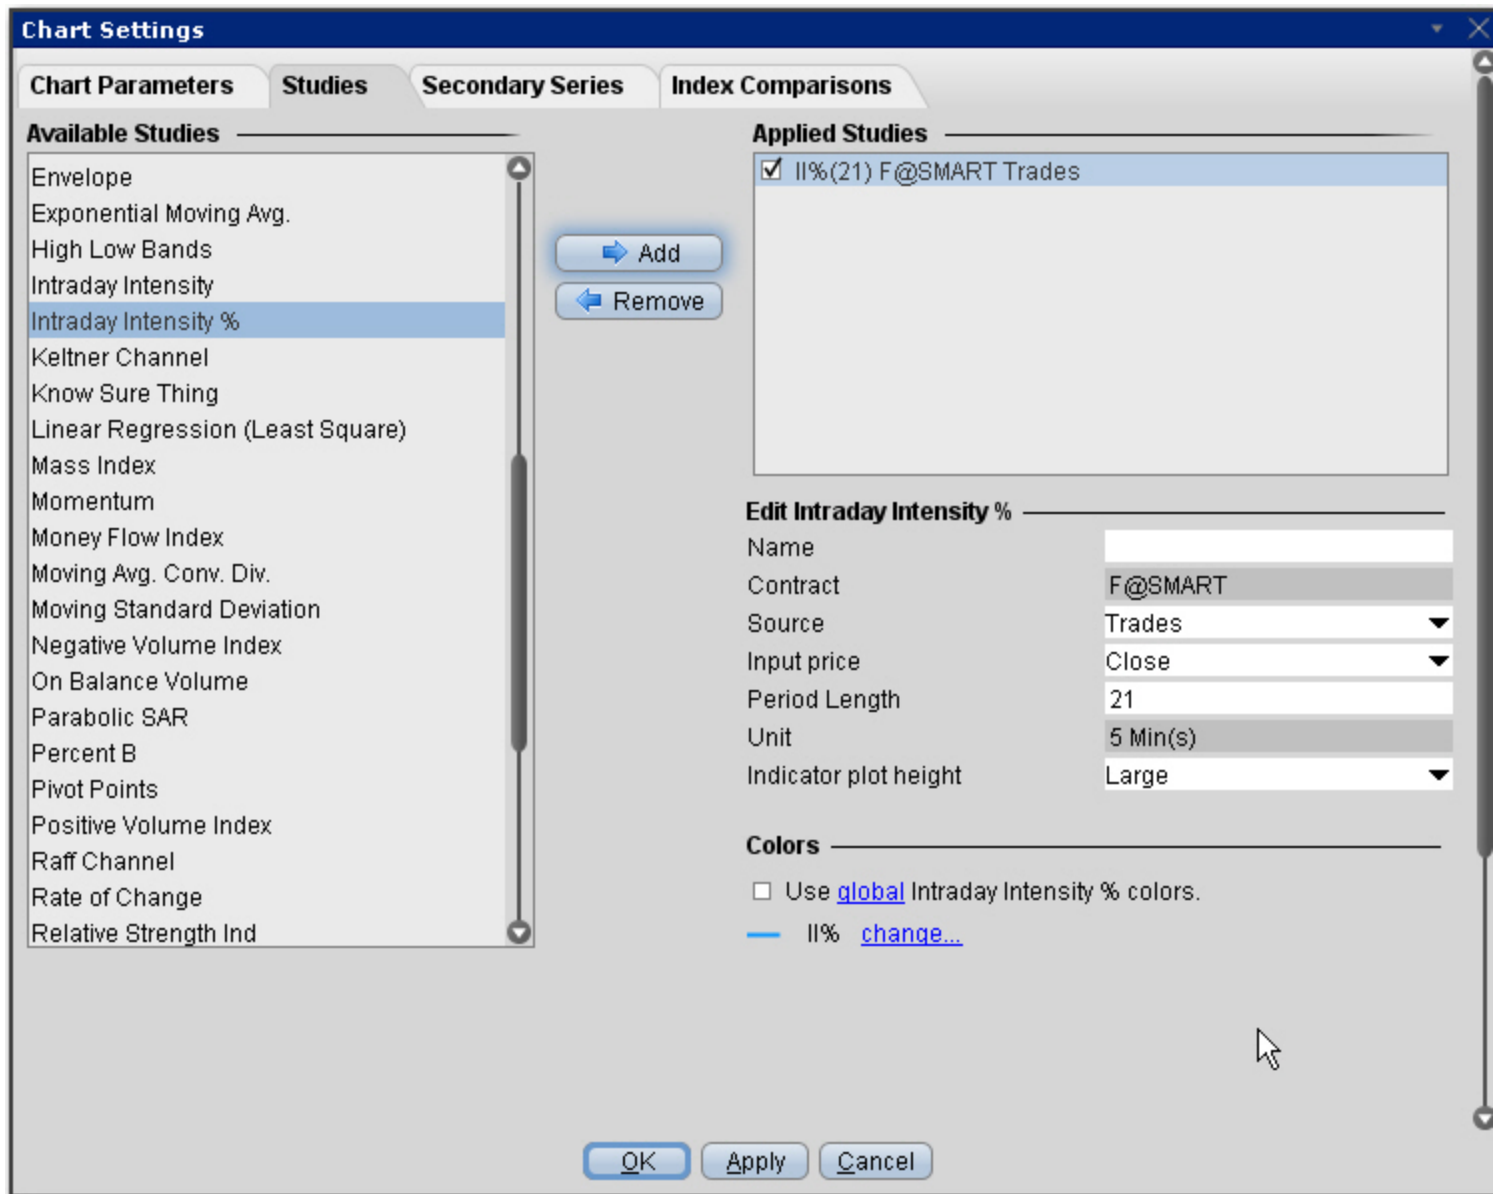 Chart Settings
Chart Parameters
Studies
Secondary Series
Index Comparisons
Available Studies
Envelope
Exponential Moving Avg.
High Low Bands
Intraday Intensity
Intraday Intensity %
Keltner Channel
Know Sure Thing
Linear Regression (Least Square)
Mass Index
Momentum
Money Flow Index
Moving Avg. Conv. Div.
Moving Standard Deviation
Negative Volume Index
On Balance Volume
Parabolic SAR
Percent B
Pivot Points
Positive Volume Index
Raff Channel
Rate of Change
Relative Strength Ind
Add
Remove
Applied Studies
II%(21) F@SMART Trades
Edit Intraday Intensity %
Name
Contract F@SMART
Source Trades
Input price Close
Period Length 21
Unit 5 Min(s)
Indicator plot height Large
Colors
Use global Intraday Intensity % colors.
II% change...
OK Apply Cancel